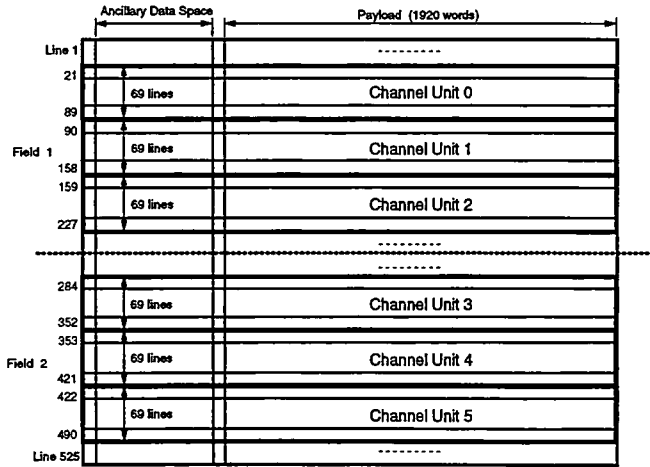 Ancillary Data Space
Payload (1920 words)
Line 1
- - - - - - - - -
21
69 lines
Channel Unit 0
89
90
Field 1
69 lines
Channel Unit 1
158
159
69 lines
Channel Unit 2
227
- - - - - - - - -
- - - - - - - - -
284
69 lines
Channel Unit 3
352
353
Field 2
69 lines
Channel Unit 4
421
422
69 lines
Channel Unit 5
490
Line 525
- - - - - - - - -